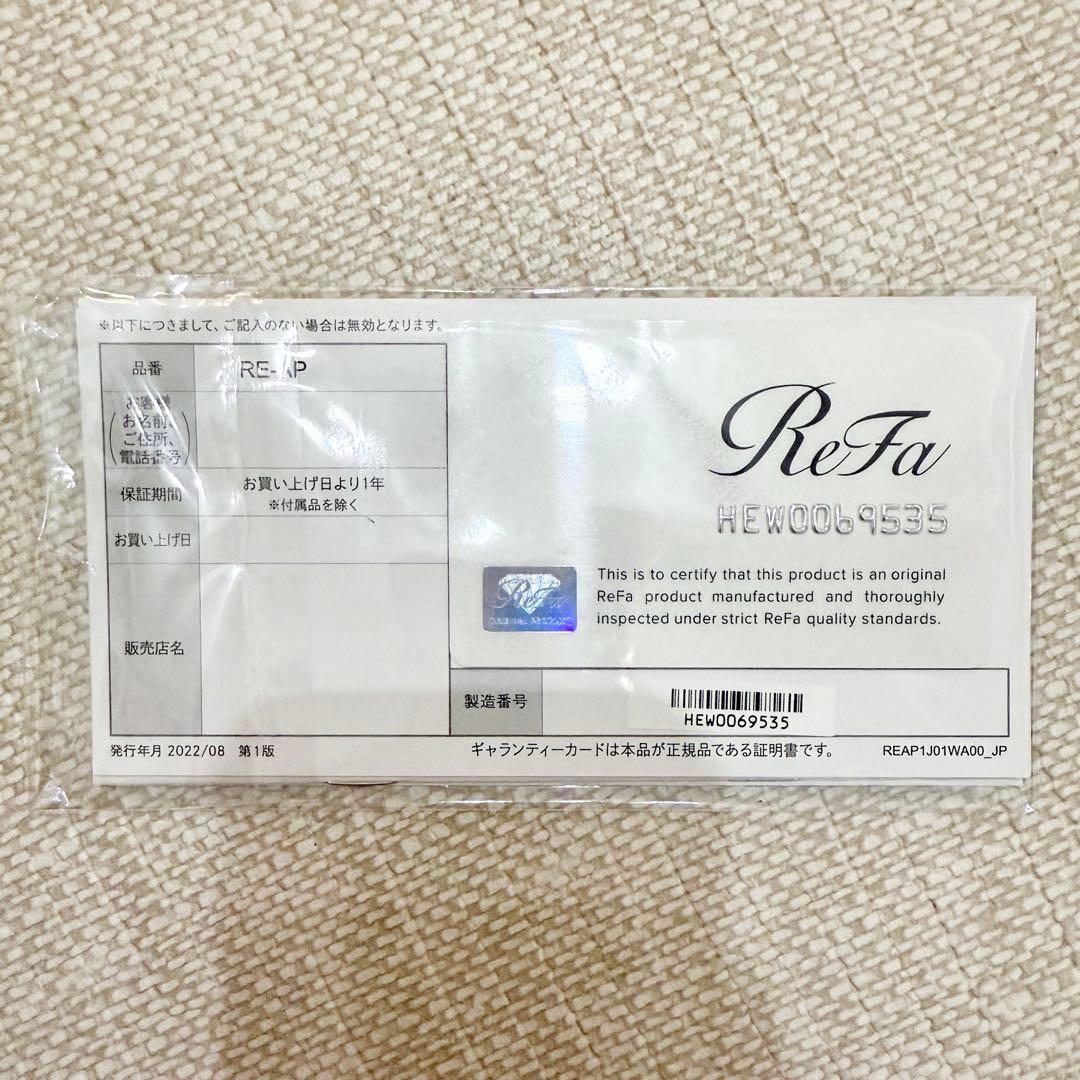 ※以下につきまして、ご記入のない場合は無効となります。
品番 RE-AP
お客様
お名前、
ご住所、
電話番号
保証期間 お買い上げ日より1年
※付属品を除く
お買い上げ日
販売店名
ReFa
HEW0069535
This is to certify that this product is an original
ReFa product manufactured and thoroughly
inspected under strict ReFa quality standards.
ReFa
製造番号
HEW0069535
発行年月 2022/08 第1版
ギャランティーカードは本品が正規品である証明書です。
REAP1J01WA00_JP